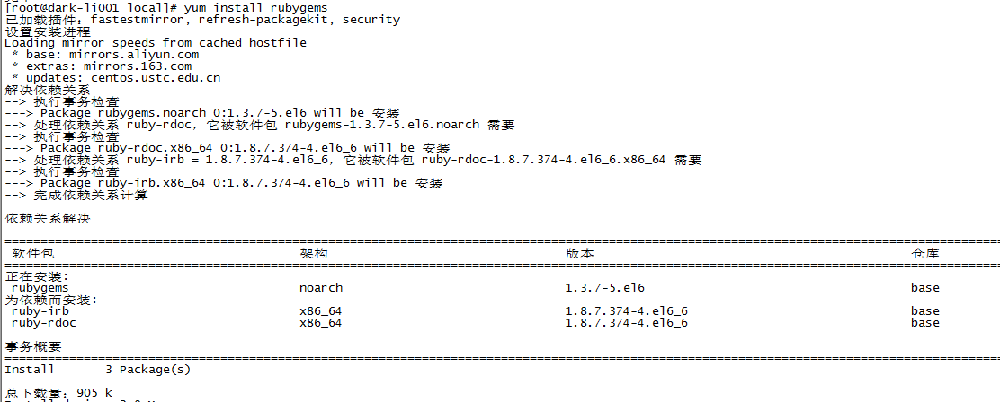 [root@dark-li001 local]# yum install rubygems
已加载插件：fastestmirror, refresh-packagekit, security
设置安装进程
Loading mirror speeds from cached hostfile
 * base: mirrors.aliyun.com
 * extras: mirrors.163.com
 * updates: centos.ustc.edu.cn
解决依赖关系
--> 执行事务检查
---> Package rubygems.noarch 0:1.3.7-5.el6 will be 安装
--> 处理依赖关系 ruby-rdoc，它被软件包 rubygems-1.3.7-5.el6.noarch 需要
--> 执行事务检查
---> Package ruby-rdoc.x86_64 0:1.8.7.374-4.el6_6 will be 安装
--> 处理依赖关系 ruby-irb = 1.8.7.374-4.el6_6，它被软件包 ruby-rdoc-1.8.7.374-4.el6_6.x86_64 需要
--> 执行事务检查
---> Package ruby-irb.x86_64 0:1.8.7.374-4.el6_6 will be 安装
--> 完成依赖关系计算
依赖关系解决
软件包 架构 版本 仓库
正在安装:
rubygems noarch 1.3.7-5.el6 base
为依赖而安装:
ruby-irb x86_64 1.8.7.374-4.el6_6 base
ruby-rdoc x86_64 1.8.7.374-4.el6_6 base
事务概要
Install 3 Package(s)
总下载量：905 k